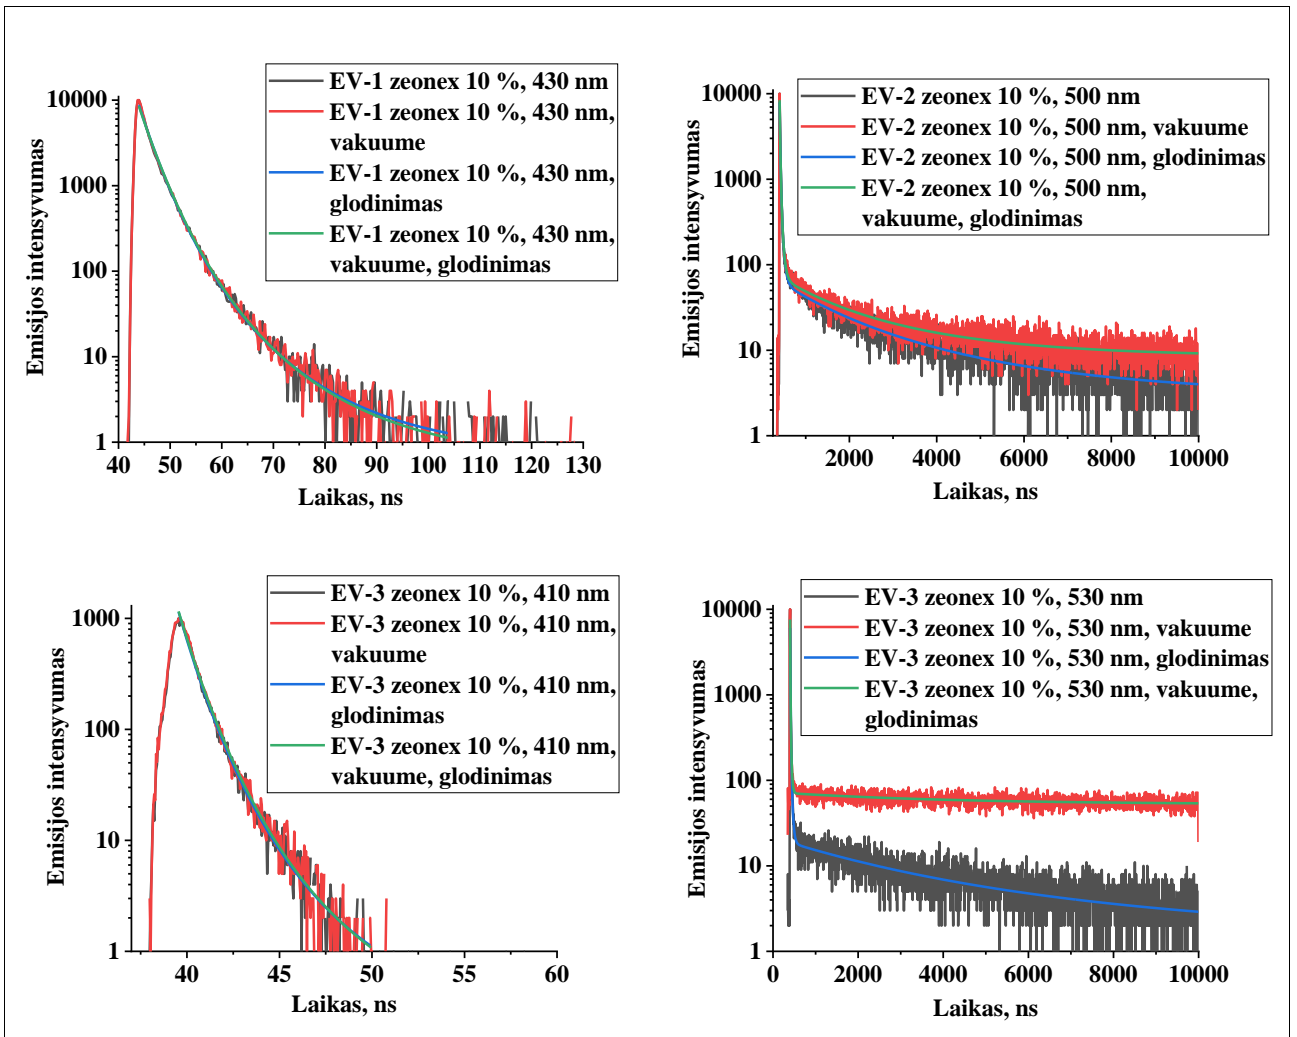 EV-1 zeonex 10 %, 430 nm
EV-1 zeonex 10 %, 430 nm,
vakuume
EV-1 zeonex 10 %, 430 nm,
glodinimas
EV-1 zeonex 10 %, 430 nm,
vakuume, glodinimas
Emisijos intensyvumas
10000
1000
100
10
1
40 50 60 70 80 90 100 110 120 130
Laikas, ns
EV-2 zeonex 10 %, 500 nm
EV-2 zeonex 10 %, 500 nm, vakuume
EV-2 zeonex 10 %, 500 nm, glodinimas
EV-2 zeonex 10 %, 500 nm,
vakuume, glodinimas
Emisijos intensyvumas
10000
1000
100
10
1
2000 4000 6000 8000 10000
Laikas, ns
EV-3 zeonex 10 %, 410 nm
EV-3 zeonex 10 %, 410 nm,
vakuume
EV-3 zeonex 10 %, 410 nm,
glodinimas
EV-3 zeonex 10 %, 410 nm,
vakuume, glodinimas
Emisijos intensyvumas
1000
100
10
1
40 45 50 55 60
Laikas, ns
EV-3 zeonex 10 %, 530 nm
EV-3 zeonex 10 %, 530 nm, vakuume
EV-3 zeonex 10 %, 530 nm, glodinimas
EV-3 zeonex 10 %, 530 nm, vakuume,
glodinimas
Emisijos intensyvumas
10000
1000
100
10
1
0 2000 4000 6000 8000 10000
Laikas, ns